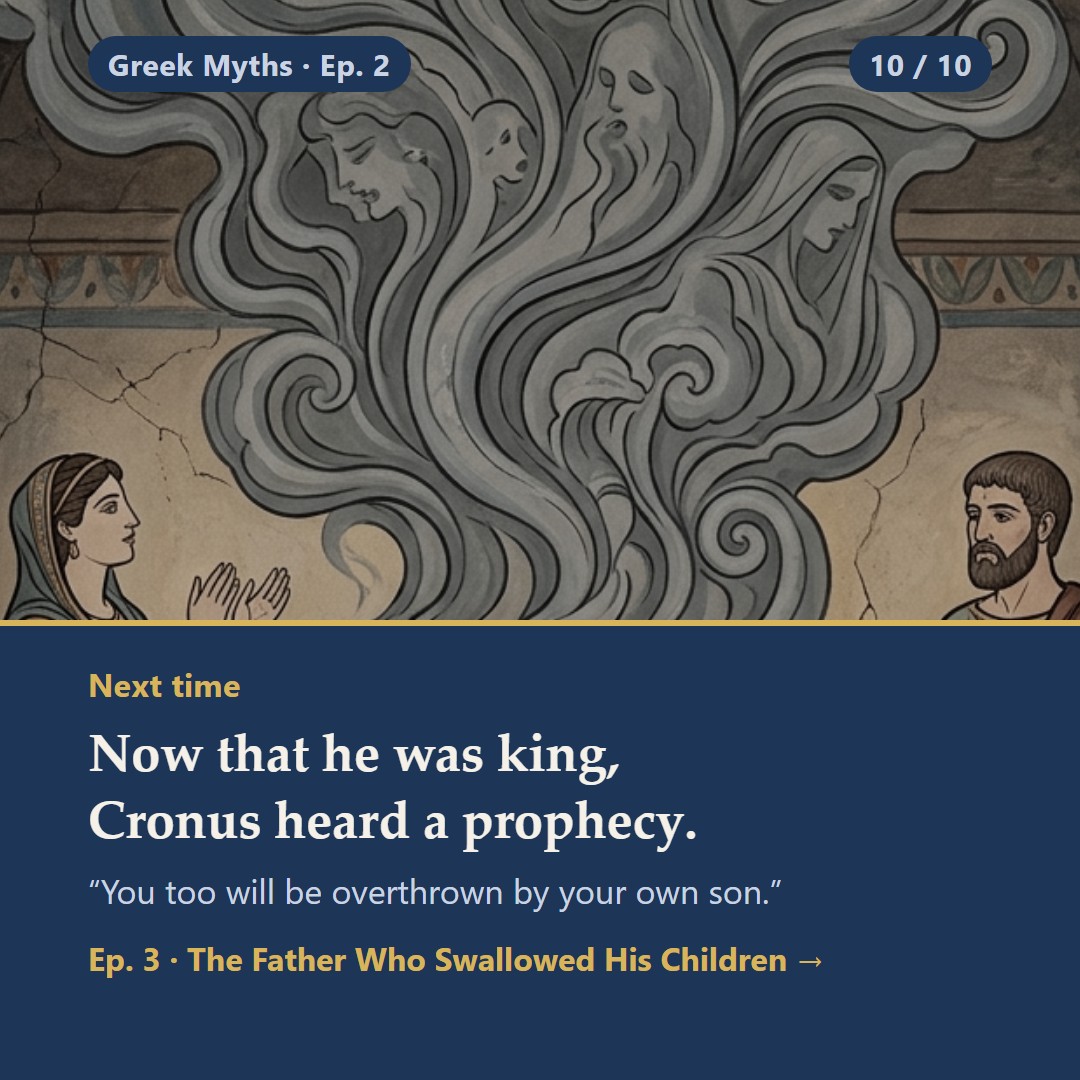 Greek Myths · Ep. 2
10 / 10
Next time
Now that he was king,
Cronus heard a prophecy.
“You too will be overthrown by your own son.”
Ep. 3 · The Father Who Swallowed His Children →